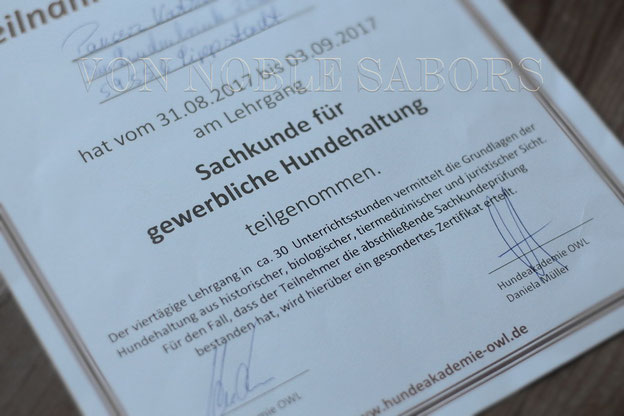 VON NOBLE SABORS
Lippstadt
hat vom 31.08.2017 bis 03.09.2017
am Lehrgang
Sachkunde für
gewerbliche Hundehaltung
teilgenommen.
Der viertägige Lehrgang in ca. 30 Unterrichtsstunden vermittelt die Grundlagen der
Hundehaltung aus historischer, biologischer, tiermedizinischer und juristischer Sicht.
Für den Fall, dass der Teilnehmer die abschließende Sachkundeprüfung
bestanden hat, wird hierüber ein gesondertes Zertifikat erteilt.
Hundeakademie OWL
Daniela Müller
OWL
www.hundeakademie-owl.de